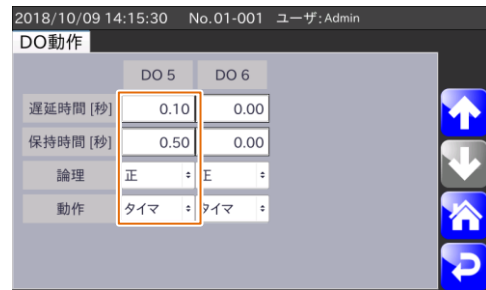 2018/10/09 14:15:30 No.01-001 ユーザ:Admin
DO動作
DO 5 DO 6
遅延時間 [秒] 0.10 0.00
保持時間 [秒] 0.50 0.00
論理 正 正
動作 タイマ タイマ